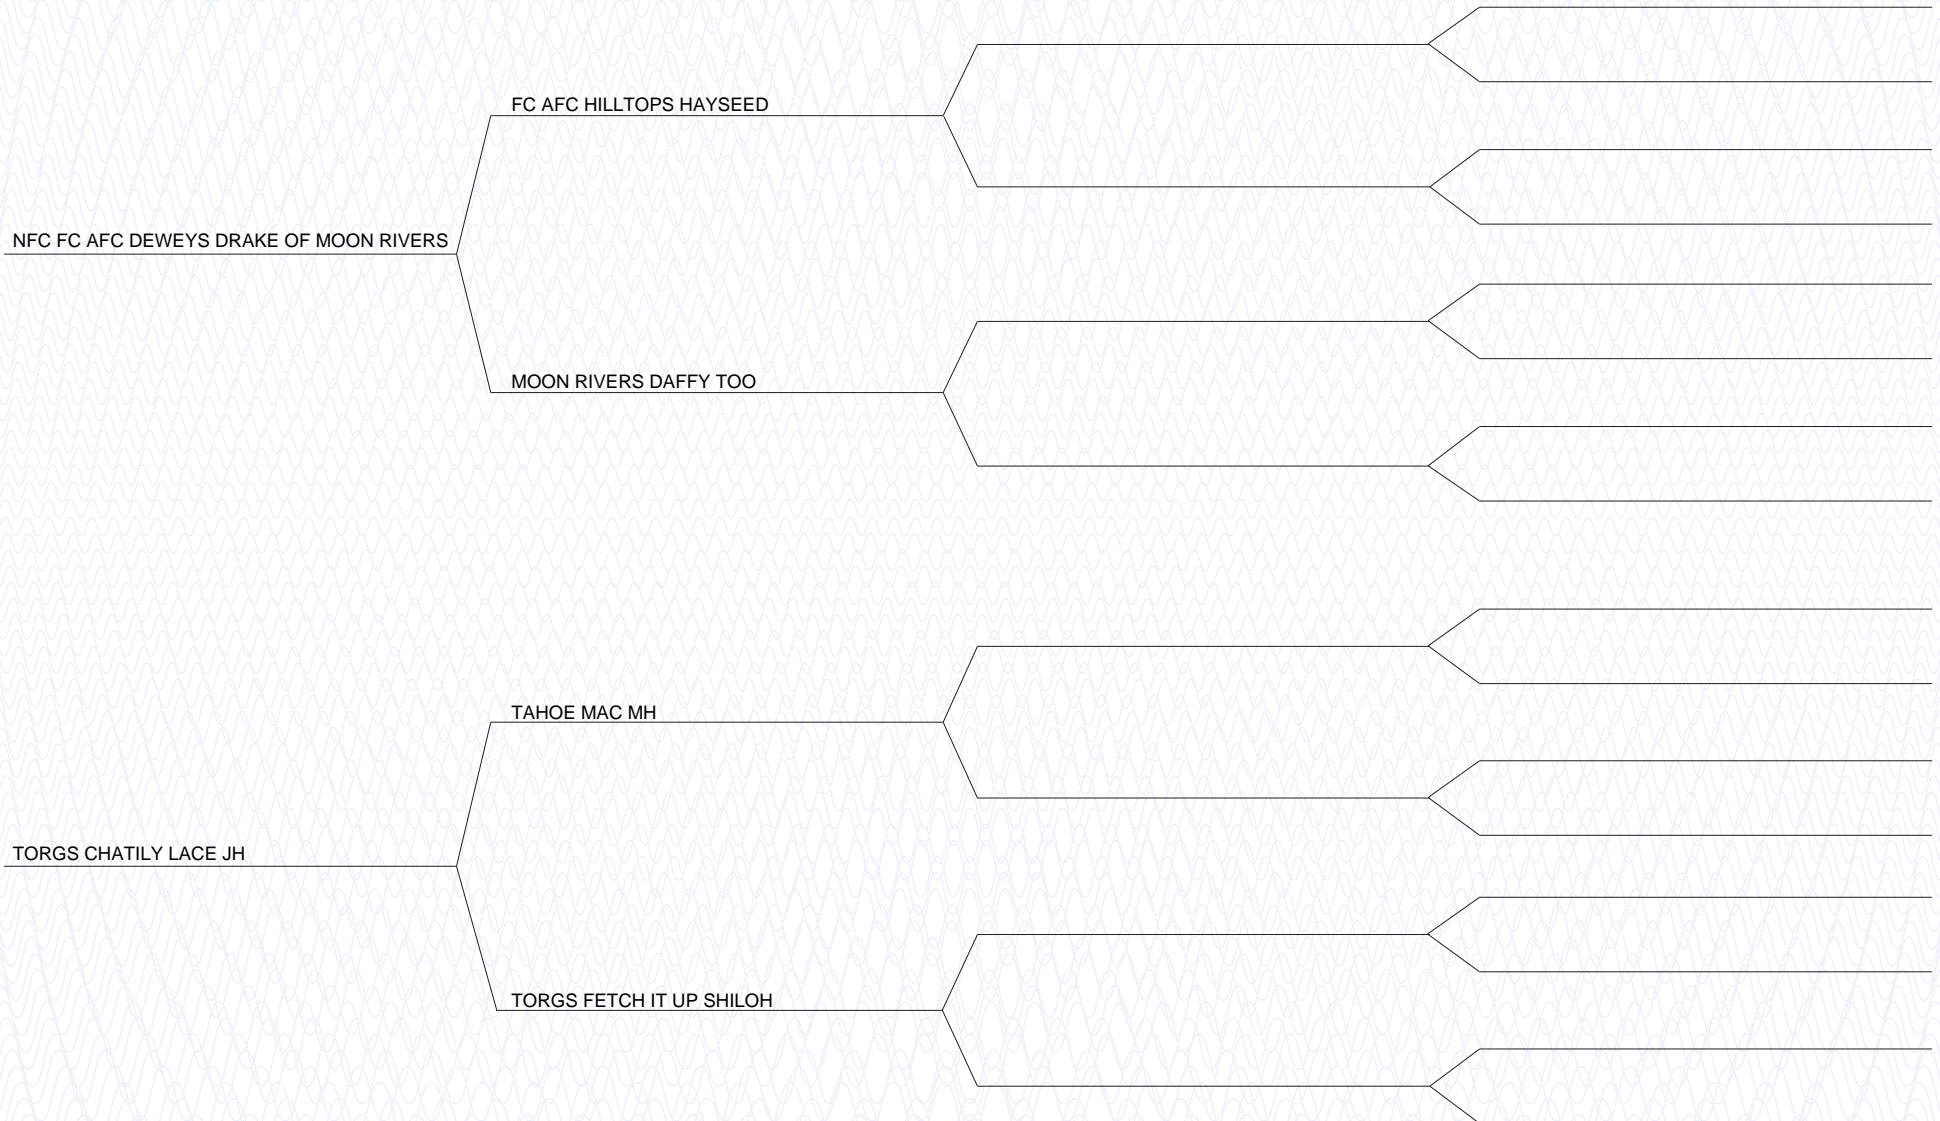 FC AFC HILLTOPS HAYSEED
NFC FC AFC DEWEYS DRAKE OF MOON RIVERS
MOON RIVERS DAFFY TOO
TAHOE MAC MH
TORGS CHATILY LACE JH
TORGS FETCH IT UP SHILOH